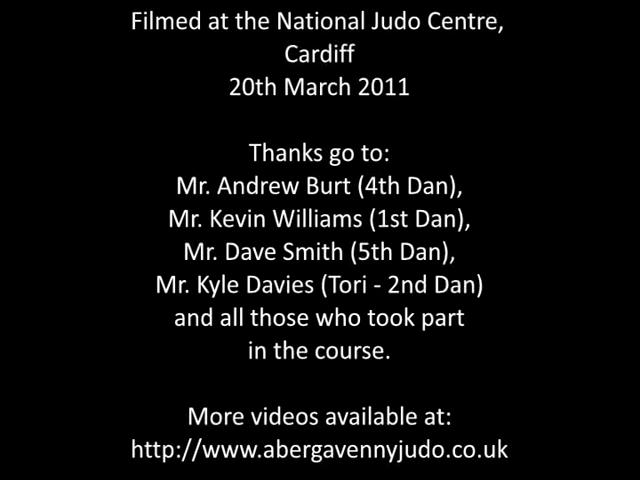 Filmed at the National Judo Centre,
Cardiff
20th March 2011
Thanks go to:
Mr. Andrew Burt (4th Dan),
Mr. Kevin Williams (1st Dan),
Mr. Dave Smith (5th Dan),
Mr. Kyle Davies (Tori - 2nd Dan)
and all those who took part
in the course.
More videos available at:
http://www.abergavennyjudo.co.uk